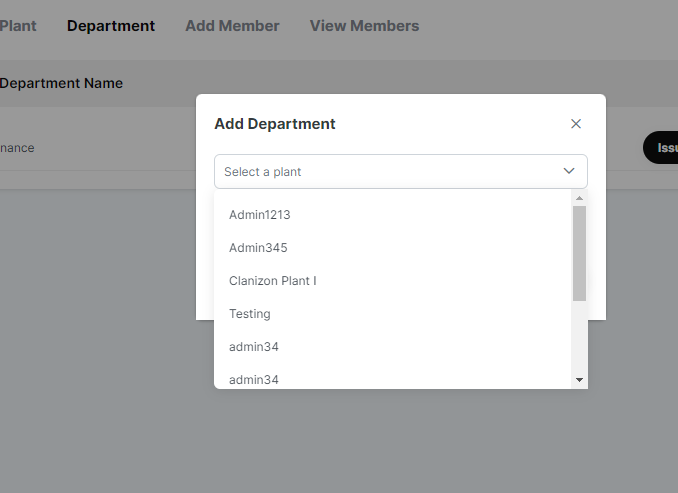 Plant Department Add Member View Members
Department Name
Add Department
nance
Issu
Select a plant
Admin1213
Admin345
Clanizon Plant I
Testing
admin34
admin34